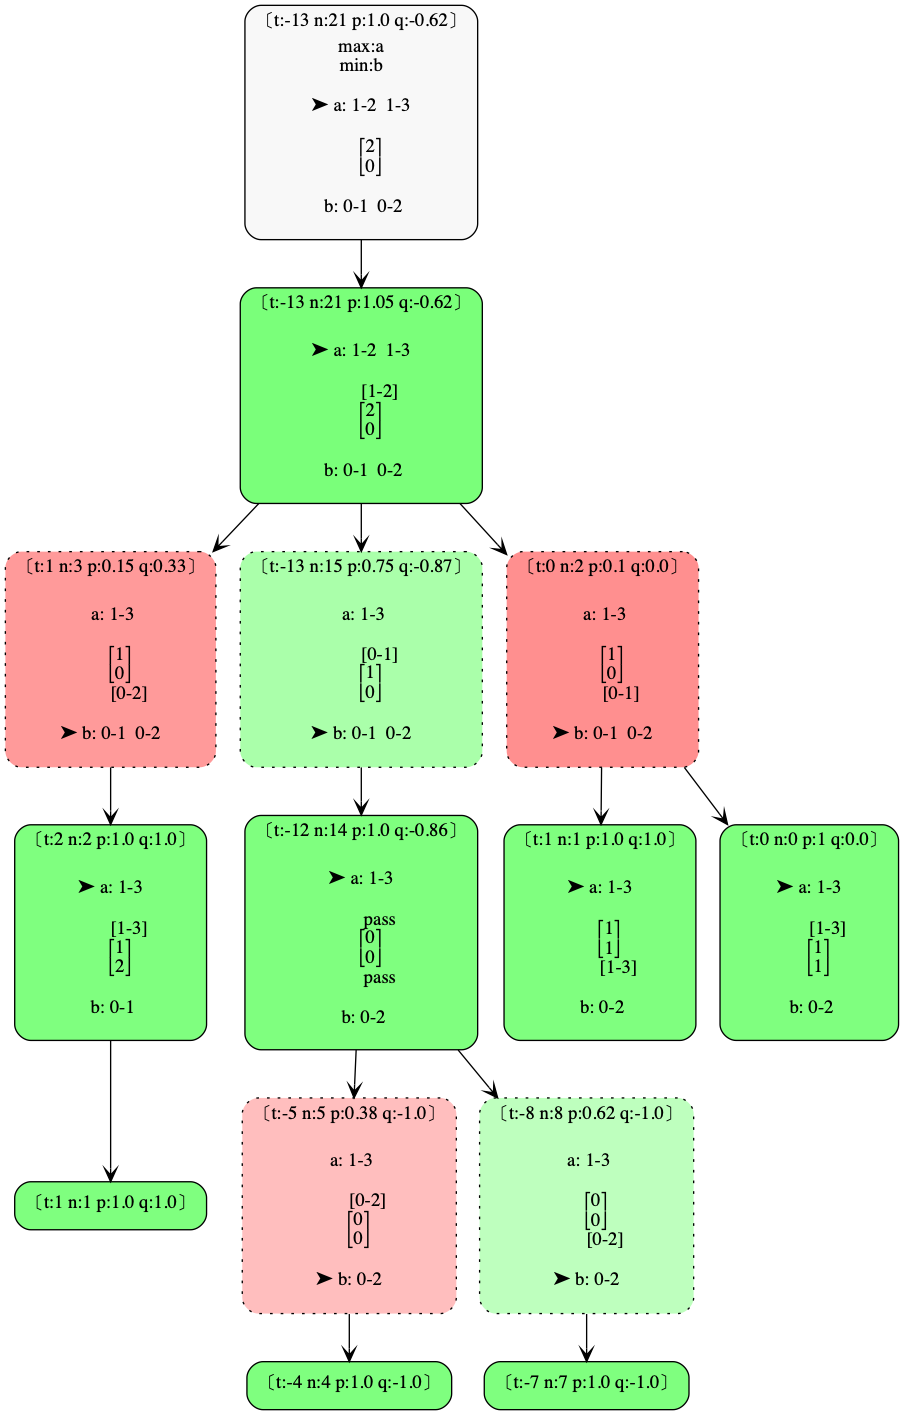 〔t:-13 n:21 p:1.0 q:-0.62〕
max:a
min:b
➤ a: 1-2 1-3
⎡2⎤
⎣0⎦
b: 0-1 0-2
〔t:-13 n:21 p:1.05 q:-0.62〕
➤ a: 1-2 1-3
[1-2]
⎡2⎤
⎣0⎦
b: 0-1 0-2
〔t:1 n:3 p:0.15 q:0.33〕
a: 1-3
⎡1⎤
⎣0⎦
[0-2]
➤ b: 0-1 0-2
〔t:-13 n:15 p:0.75 q:-0.87〕
a: 1-3
[0-1]
⎡1⎤
⎣0⎦
➤ b: 0-1 0-2
〔t:0 n:2 p:0.1 q:0.0〕
a: 1-3
⎡1⎤
⎣0⎦
[0-1]
➤ b: 0-1 0-2
〔t:2 n:2 p:1.0 q:1.0〕
➤ a: 1-3
[1-3]
⎡1⎤
⎣2⎦
b: 0-1
〔t:-12 n:14 p:1.0 q:-0.86〕
➤ a: 1-3
pass
⎡0⎤
⎣0⎦
pass
b: 0-2
〔t:1 n:1 p:1.0 q:1.0〕
➤ a: 1-3
⎡1⎤
⎣1⎦
[1-3]
b: 0-2
〔t:0 n:0 p:1 q:0.0〕
➤ a: 1-3
[1-3]
⎡1⎤
⎣1⎦
b: 0-2
〔t:1 n:1 p:1.0 q:1.0〕
〔t:-5 n:5 p:0.38 q:-1.0〕
a: 1-3
[0-2]
⎡0⎤
⎣0⎦
➤ b: 0-2
〔t:-8 n:8 p:0.62 q:-1.0〕
a: 1-3
⎡0⎤
⎣0⎦
[0-2]
➤ b: 0-2
〔t:-4 n:4 p:1.0 q:-1.0〕
〔t:-7 n:7 p:1.0 q:-1.0〕